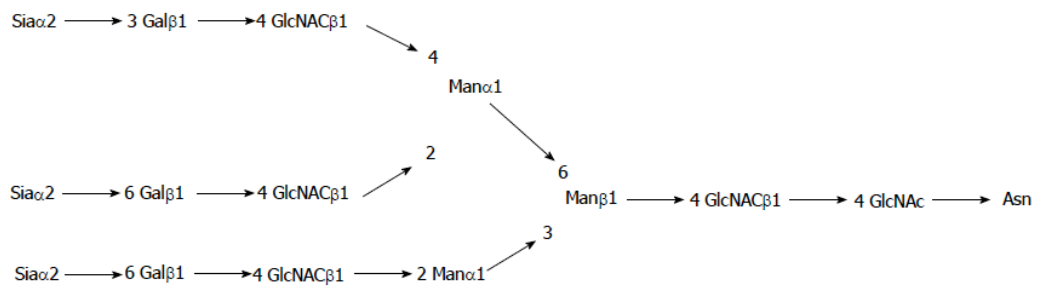 Siaα2 3 Galβ1 4 GlcNACβ1
4
Manα1
2
6
Siaα2 6 Galβ1 4 GlcNACβ1
Manβ1 4 GlcNACβ1 4 GlcNAc Asn
3
Siaα2 6 Galβ1 4 GlcNACβ1 2 Manα1